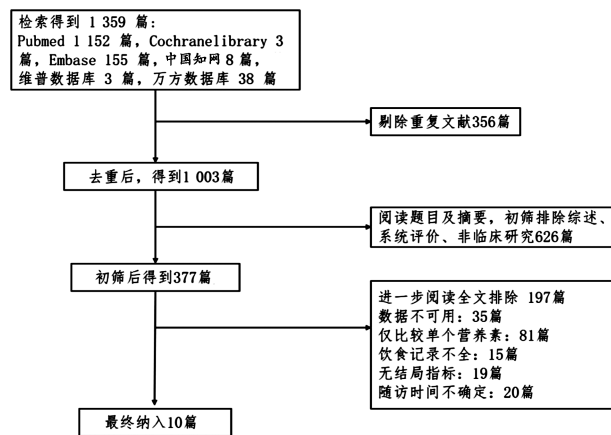 检索得到 1 359 篇：
Pubmed 1 152 篇，Cochranelibrary 3
篇，Embase 155 篇，中国知网 8 篇，
维普数据库 3 篇，万方数据库 38 篇
剔除重复文献356篇
去重后，得到1 003篇
阅读题目及摘要，初筛排除综述、
系统评价、非临床研究626篇
初筛后得到377篇
进一步阅读全文排除 197篇
数据不可用：35篇
仅比较单个营养素：81篇
饮食记录不全：15篇
无结局指标：19篇
随访时间不确定：20篇
最终纳入10篇